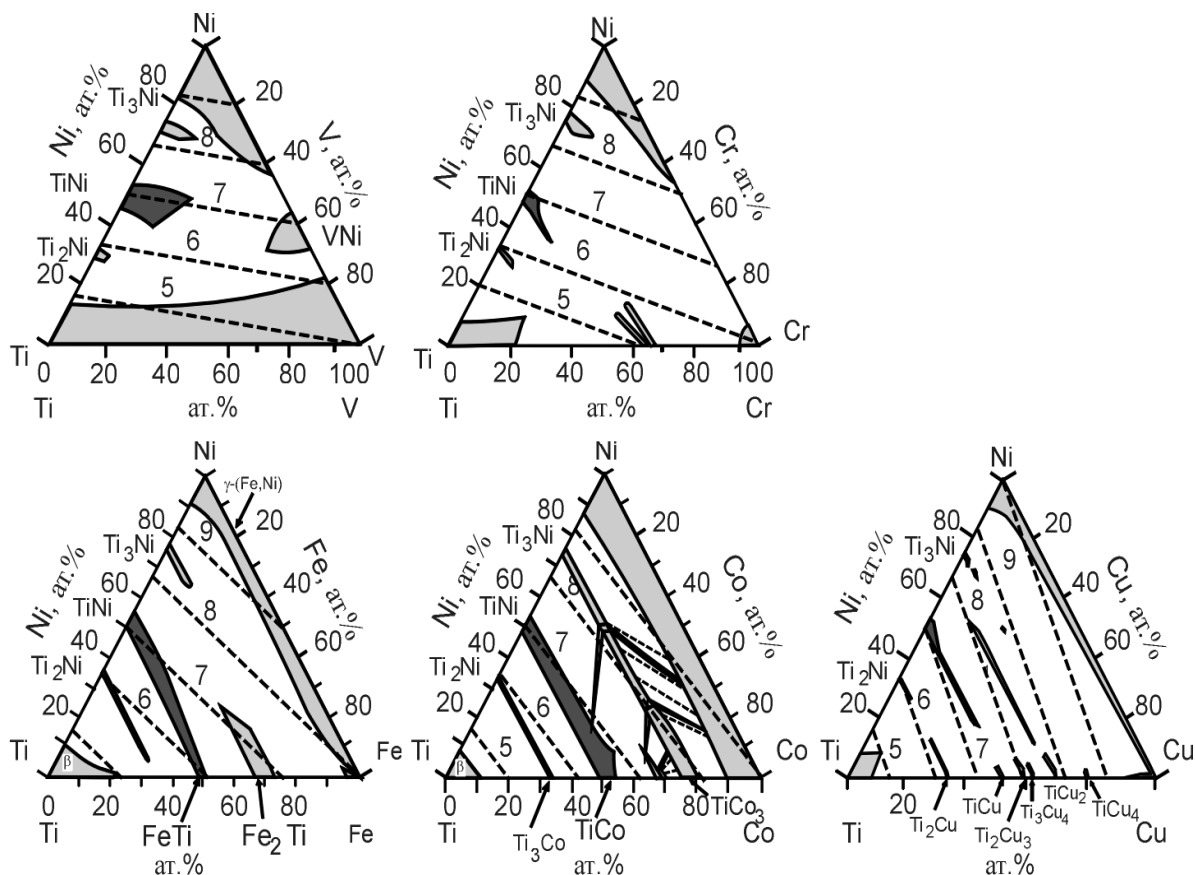 Ni
80
20
Ti3Ni
Ni, ат.%
V, ат.%
8
60
40
TiNi
7
60
40
VNi
Ti2Ni
6
20
80
5
Ti
V
0 20 40 60 80 100
Ti ат.% V
Ni
80
20
Ti3Ni
Ni, ат.%
Cr, ат.%
8
60
40
TiNi
7
40
60
Ti2Ni
6
20
80
5
Ti
Cr
0 20 40 60 80 100
Ti ат.% Cr
Ni
γ-(Fe,Ni)
80
9
20
Ti3Ni
Ni, ат.%
Fe, ат.%
60
40
TiNi
8
40
60
Ti2Ni
7
20
6
80
Ti
β
Fe
0 20 40 60 80
Ti FeTi Fe2Ti Fe
ат.%
Ni
80
20
Ti3Ni
Ni, ат.%
Co, ат.%
60
8
40
TiNi
7
40
60
Ti2Ni
6
20
5
80
Ti
β
Co
0 20 40 60 80
TiCo3
Ti Ti3Co TiCo Co
ат.%
Ni
80
9
20
Ti3Ni
Ni, ат.%
Cu, ат.%
60
8
40
TiNi
40
60
Ti2Ni
6
20
7
80
Ti
5
Cu
20
Ti Ti2Cu TiCu Ti2Cu3 Ti3Cu4 TiCu2 TiCu4 Cu
ат.%